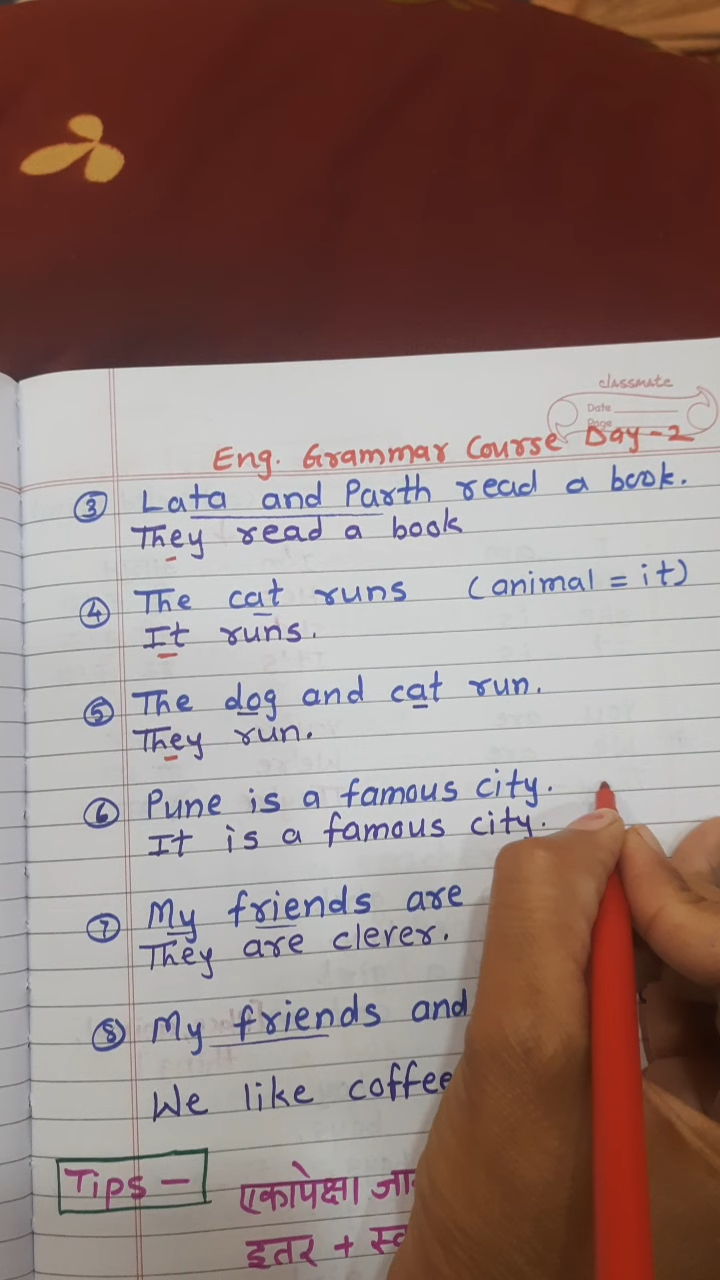 classmate
Date
Page
Eng. Grammar Course Day-2
③ Lata and Parth read a book.
They read a book
④ The cat runs (animal = it)
It runs.
⑤ The dog and cat run.
They run.
⑥ Pune is a famous city.
It is a famous city.
⑦ My friends are
They are clever.
⑧ My friends and
We like coffee
Tips -
एकापेक्षा
इतर +